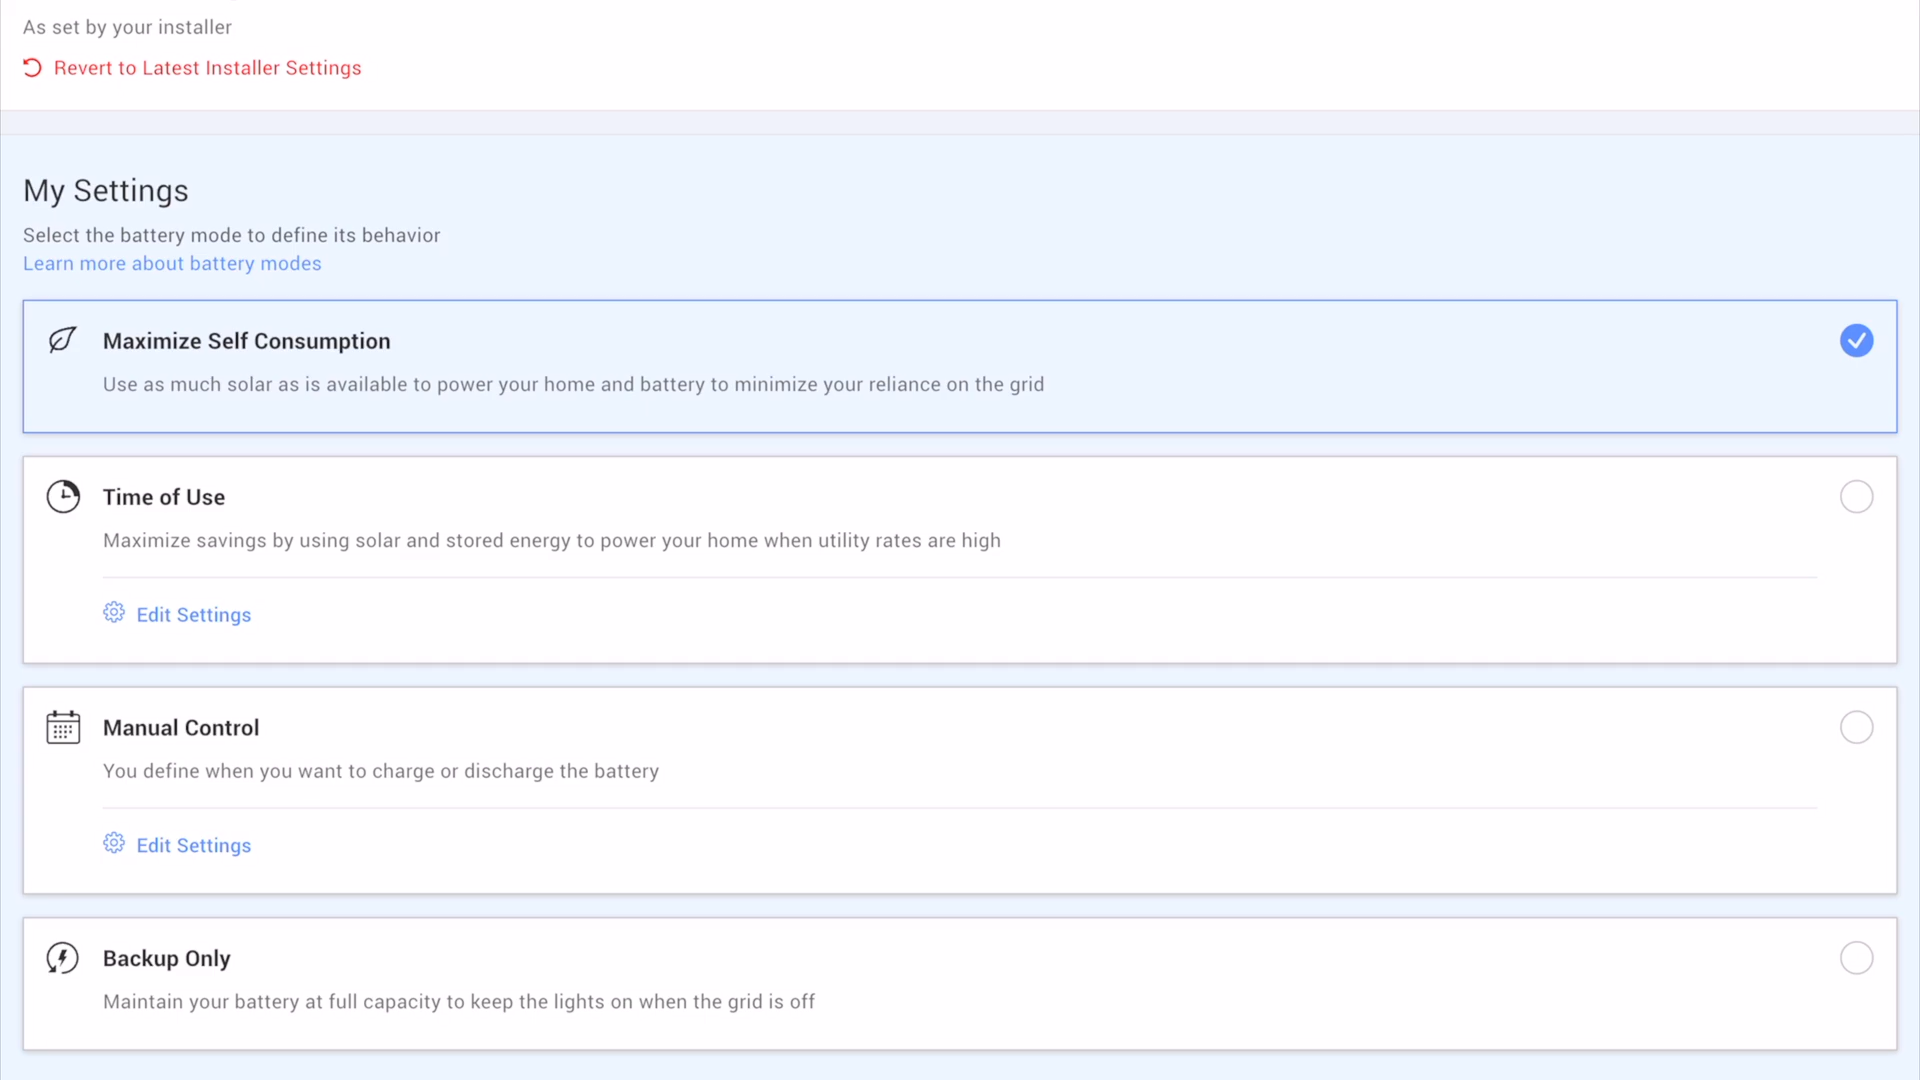 As set by your installer
Revert to Latest Installer Settings
My Settings
Select the battery mode to define its behavior
Learn more about battery modes
Maximize Self Consumption
Use as much solar as is available to power your home and battery to minimize your reliance on the grid
Time of Use
Maximize savings by using solar and stored energy to power your home when utility rates are high
Edit Settings
Manual Control
You define when you want to charge or discharge the battery
Edit Settings
Backup Only
Maintain your battery at full capacity to keep the lights on when the grid is off